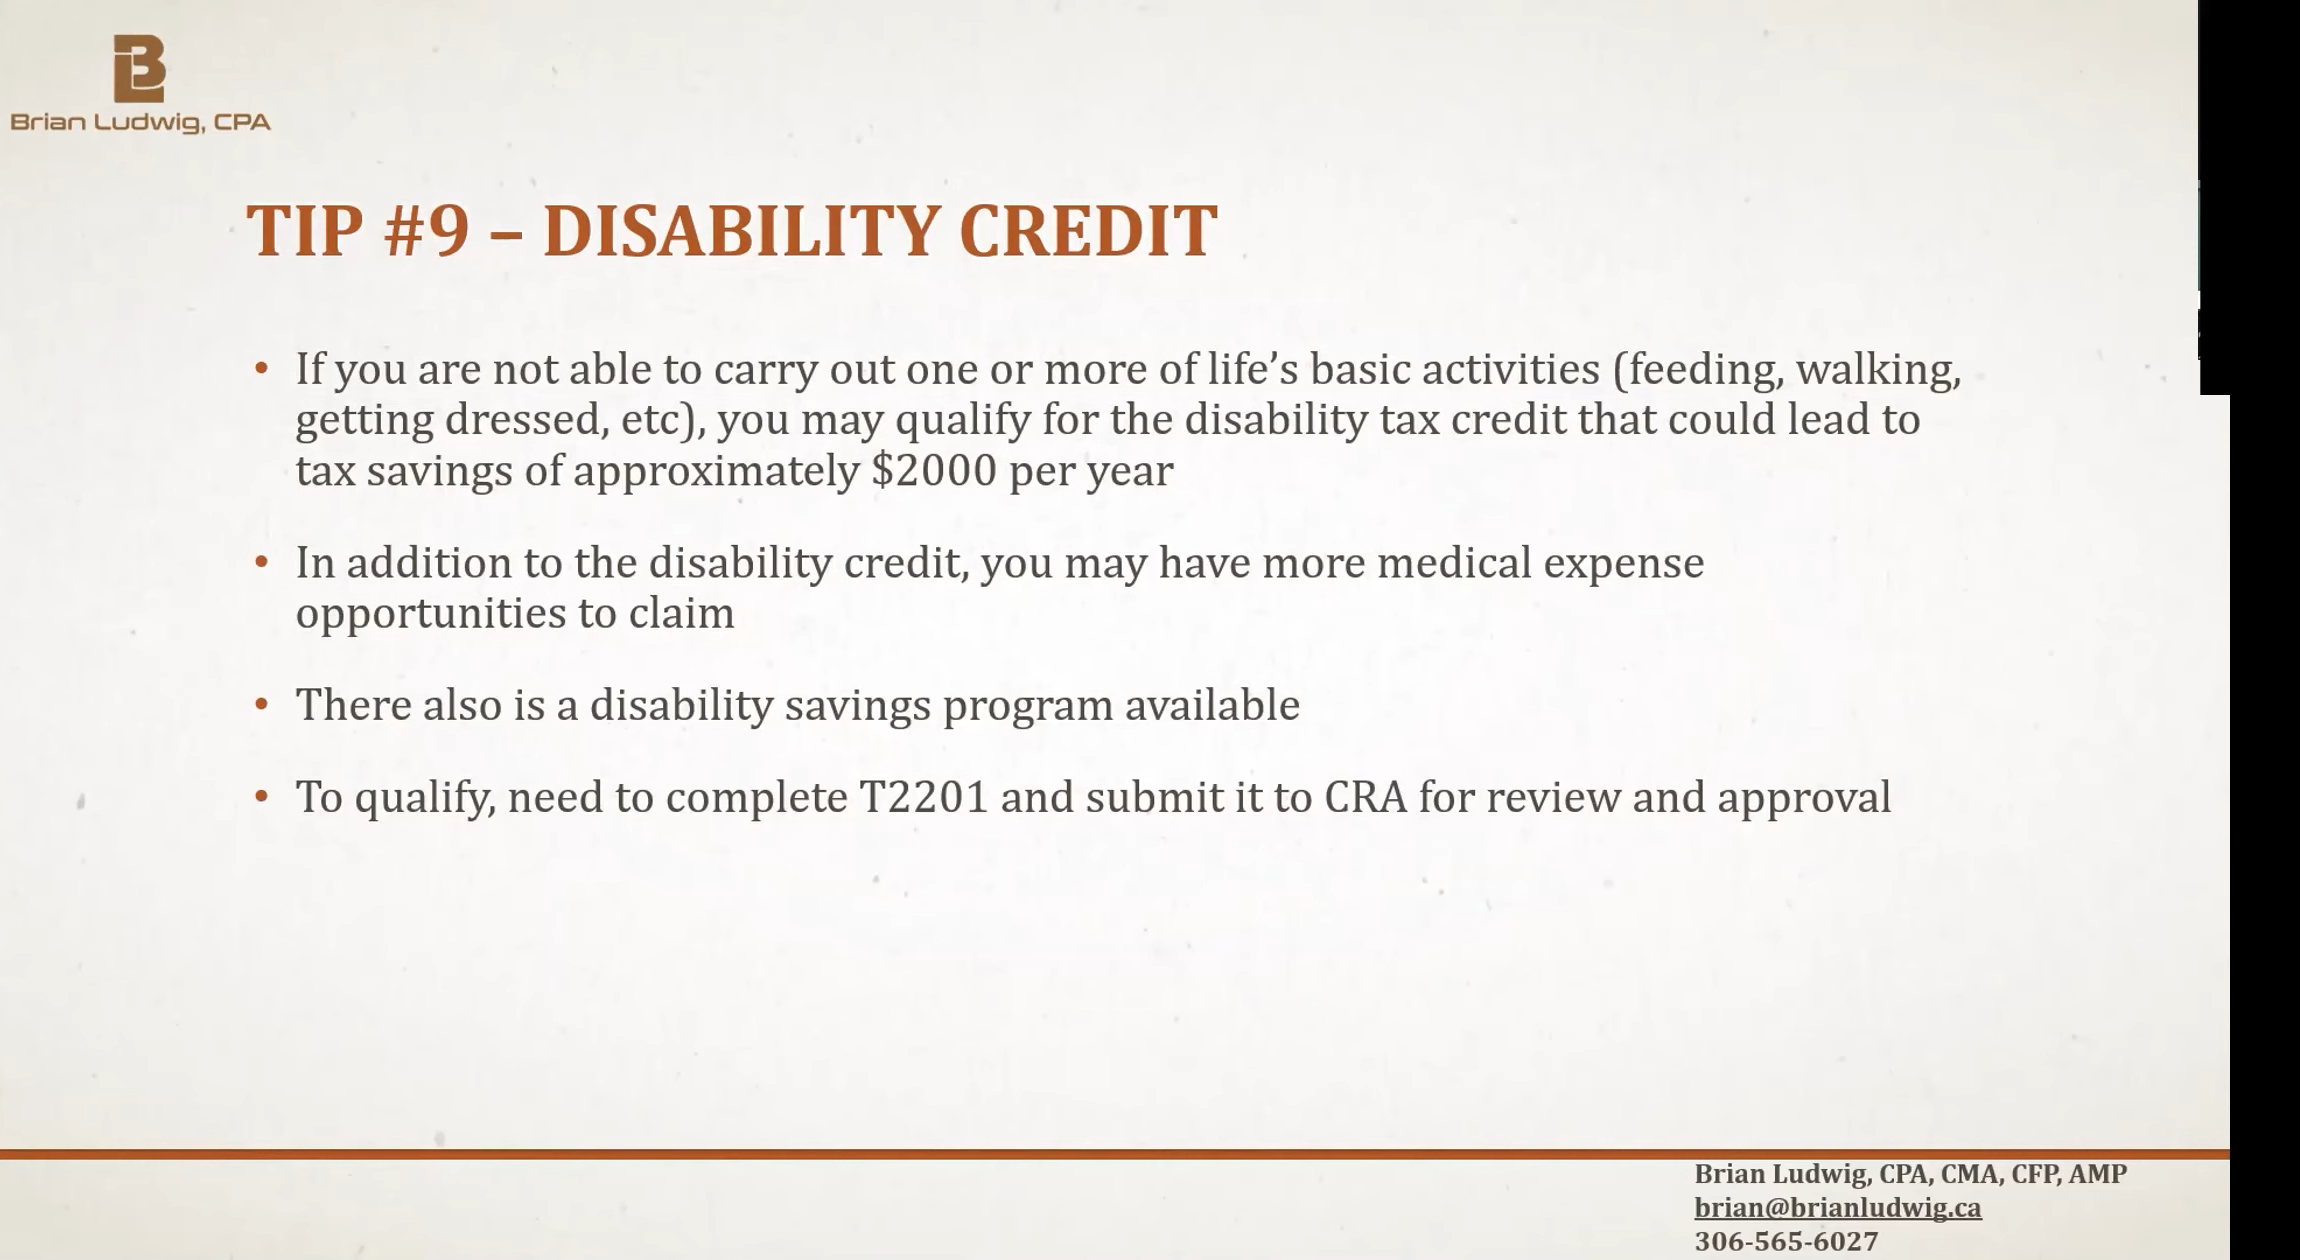 Brian Ludwig, CPA
TIP #9 – DISABILITY CREDIT
• If you are not able to carry out one or more of life’s basic activities (feeding, walking,
getting dressed, etc), you may qualify for the disability tax credit that could lead to
tax savings of approximately $2000 per year
• In addition to the disability credit, you may have more medical expense
opportunities to claim
• There also is a disability savings program available
• To qualify, need to complete T2201 and submit it to CRA for review and approval
Brian Ludwig, CPA, CMA, CFP, AMP
brian@brianludwig.ca
306-565-6027